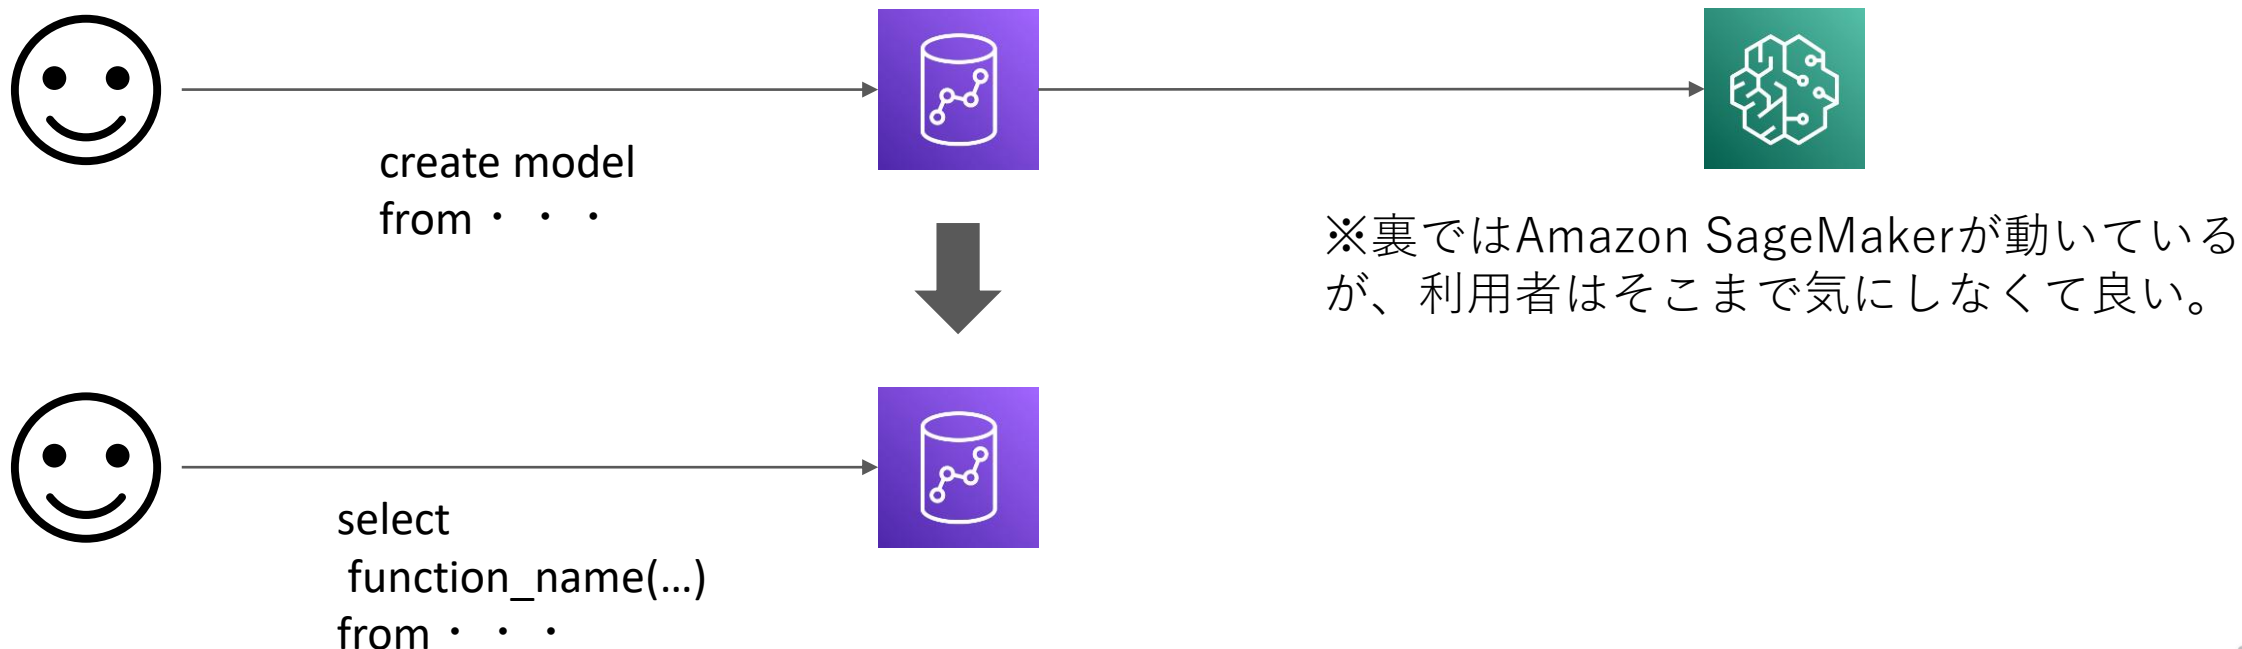 create model
from・・・
※裏ではAmazon SageMakerが動いている
が、利用者はそこまで気にしなくて良い。
select
function_name(…)
from・・・